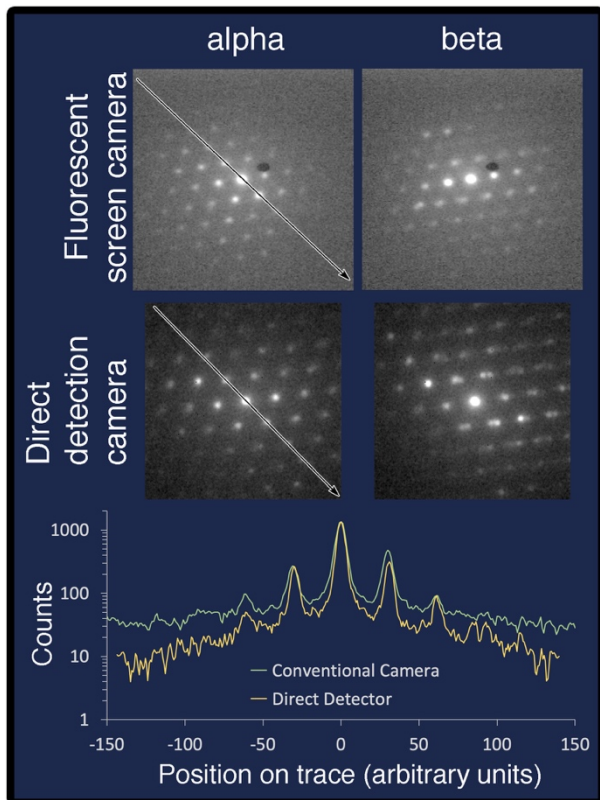 alpha
beta
Fluorescent
screen camera
Direct
detection
camera
1000
100
10
1
Counts
Conventional Camera
Direct Detector
-150 -100 -50 0 50 100 150
Position on trace (arbitrary units)